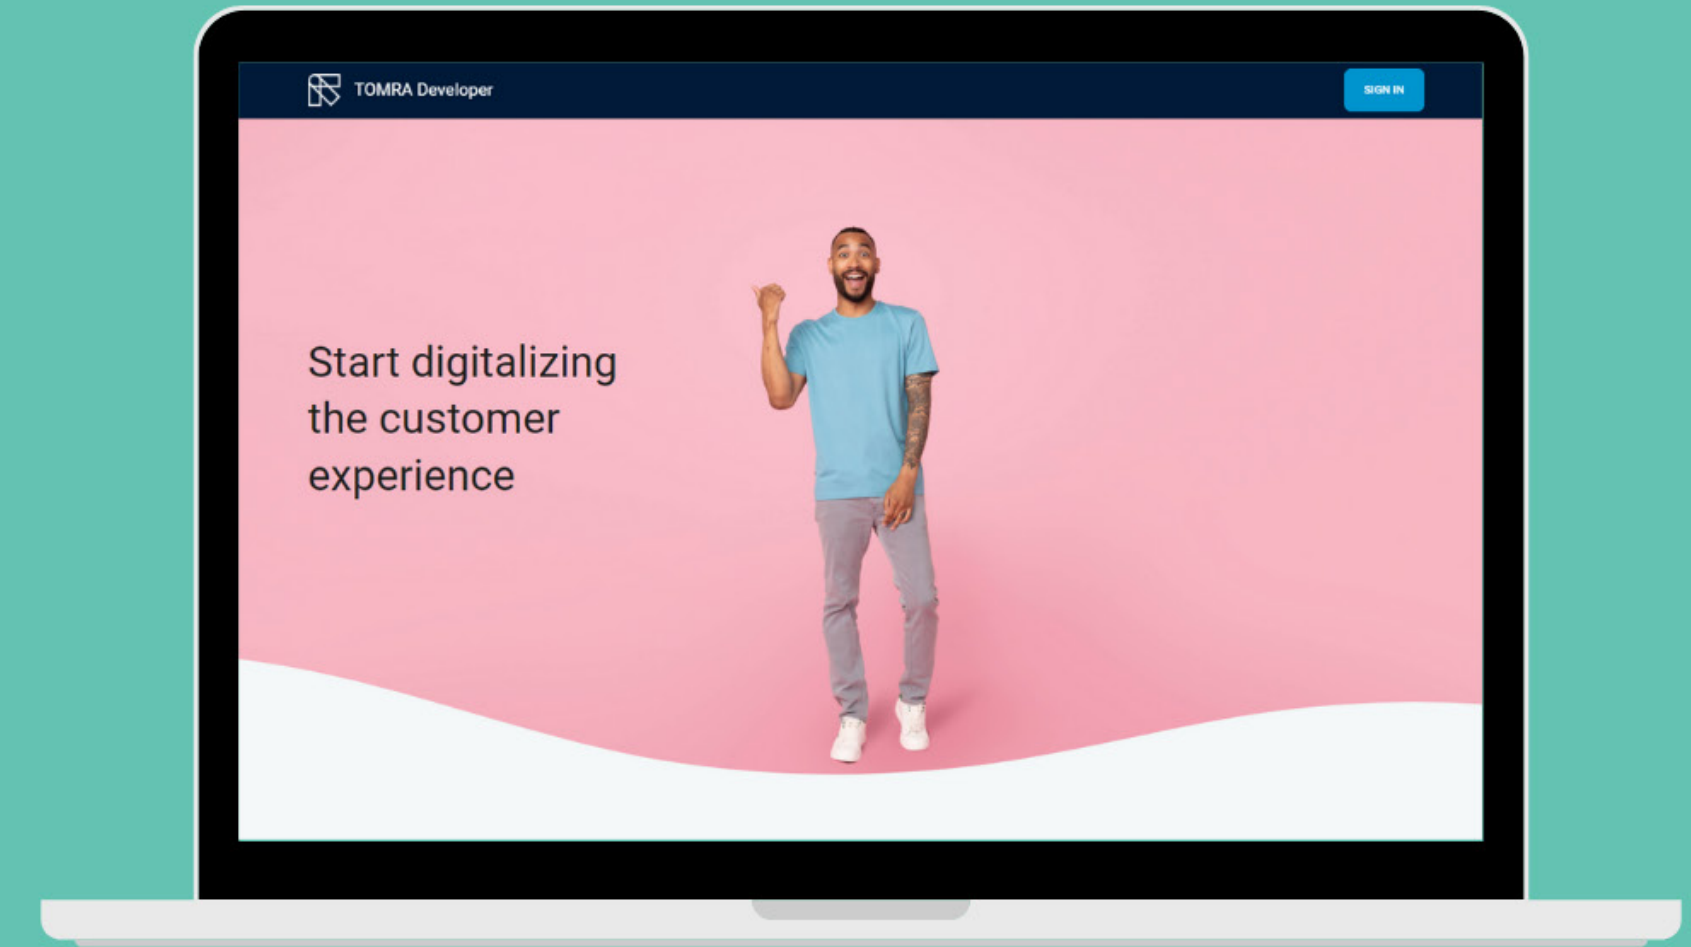 TOMRA Developer
SIGN IN
Start digitalizing
the customer
experience